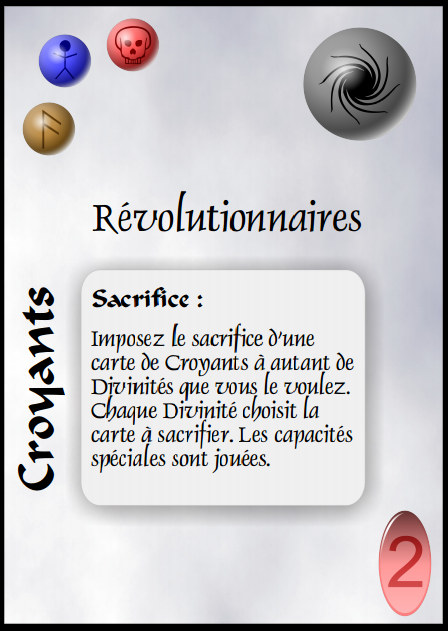 Révolutionnaires
Croyants
Sacrifice :
Imposez le sacrifice d'une
carte de Croyants à autant de
Divinités que vous le voulez.
Chaque Divinité choisit la
carte à sacrifier. Les capacités
spéciales sont jouées.
2